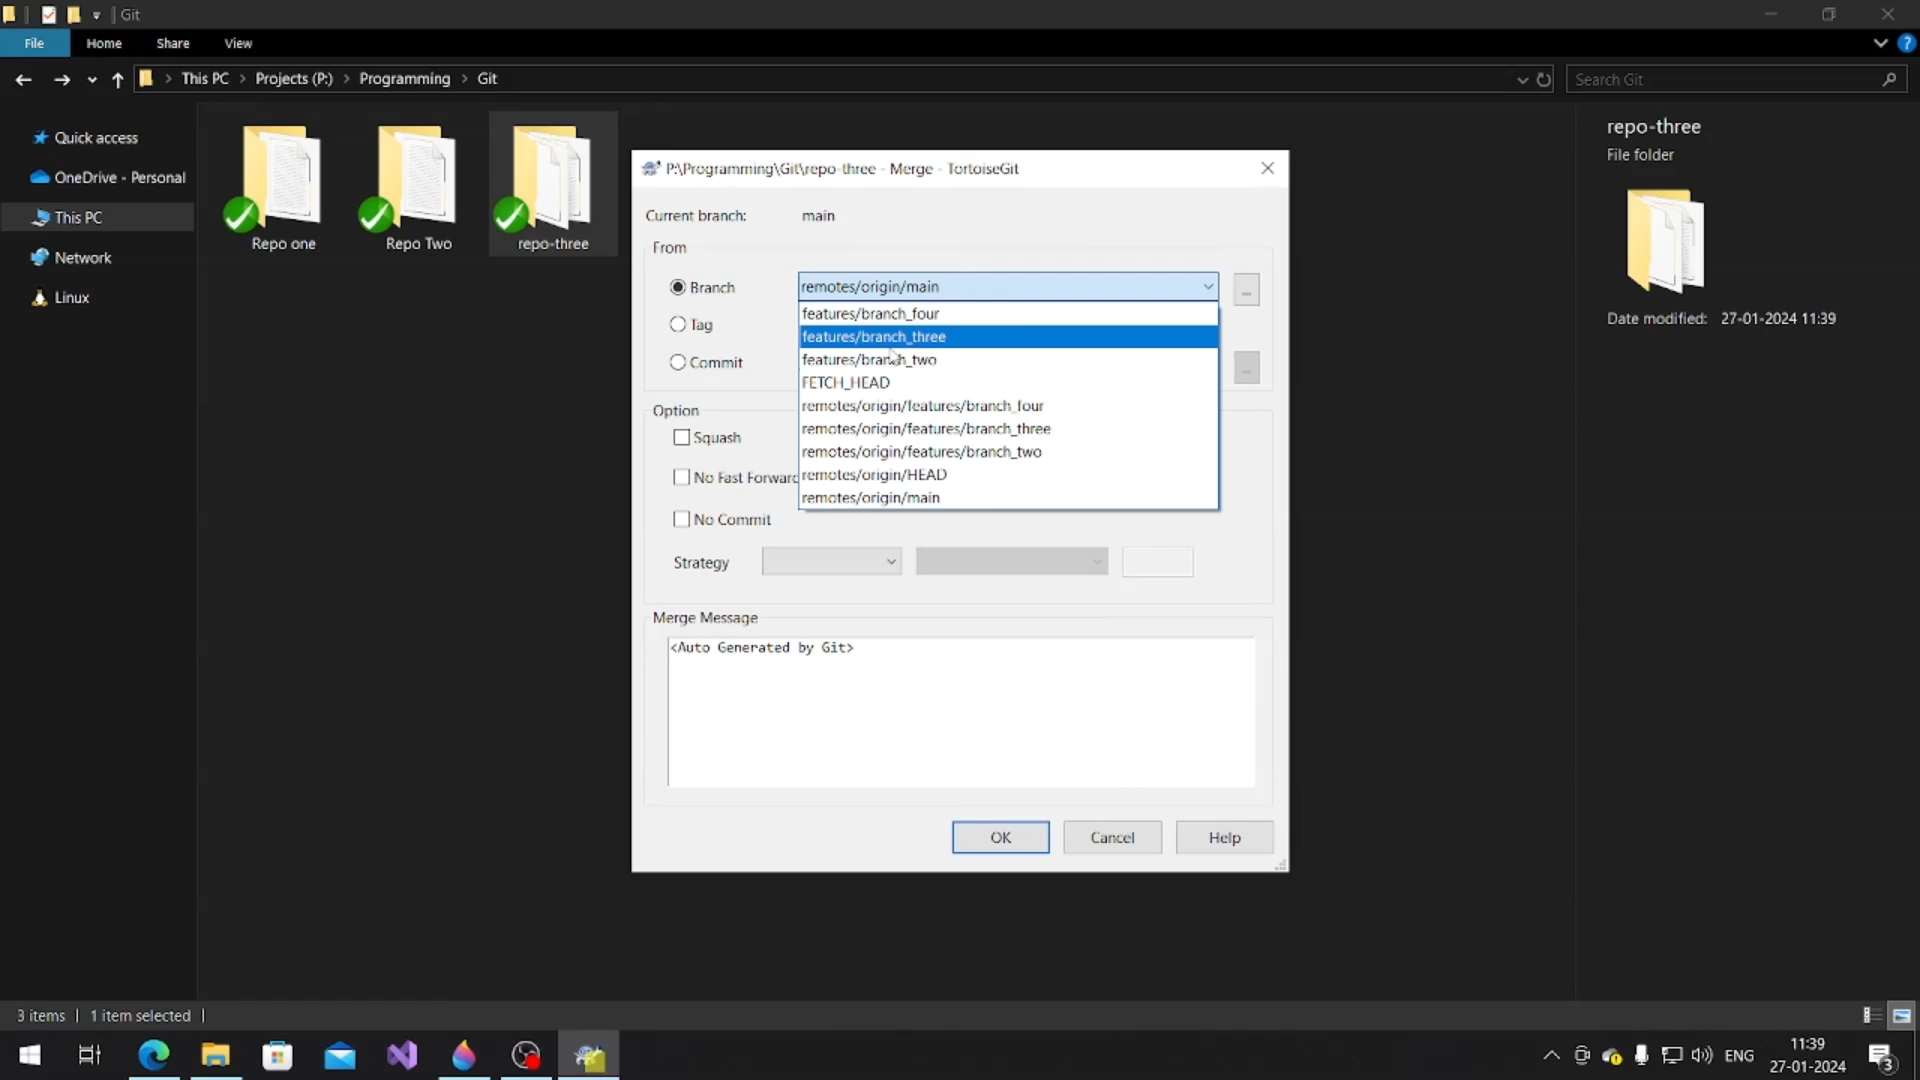 Git
File Home Share View
This PC Projects (P:) Programming Git
Search Git
Quick access
OneDrive - Personal
This PC
Network
Linux
Repo one
Repo Two
repo-three
P:\Programming\Git\repo-three - Merge - TortoiseGit
Current branch: main
From
Branch remotes/origin/main
Tag
Commit
features/branch_four
features/branch_three
features/branch_two
FETCH_HEAD
remotes/origin/features/branch_four
remotes/origin/features/branch_three
remotes/origin/features/branch_two
remotes/origin/HEAD
remotes/origin/main
...
...
Option
Squash
No Fast Forward
No Commit
Strategy
Merge Message
<Auto Generated by Git>
OK Cancel Help
repo-three
File folder
Date modified: 27-01-2024 11:39
3 items 1 item selected
ENG
11:39
27-01-2024
3